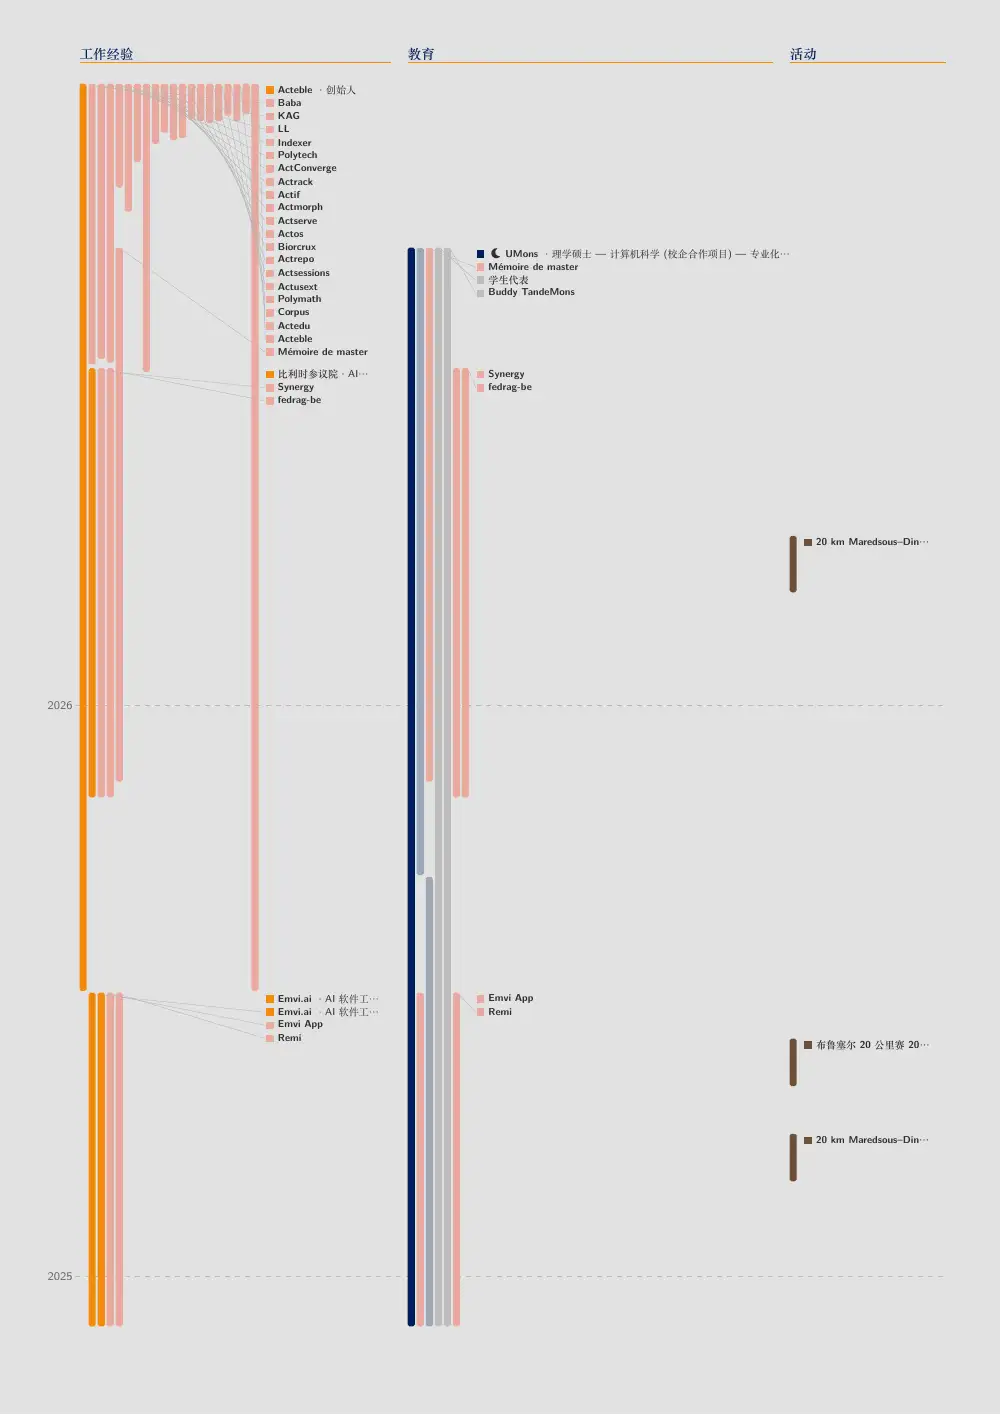 工作经验
教育
活动
Acteble · 创始人
Baba
KAG
LL
Indexer
Polytech
ActConverge
Actrack
Actif
Actmorph
Actserve
Actos
Biorcrux
Actrepo
Actsessions
Actusext
Polymath
Corpus
Actedu
Acteble
Mémoire de master
比利时参议院 · AI…
Synergy
fedrag-be
UMons · 理学硕士 — 计算机科学 (校企合作项目) — 专业化…
Mémoire de master
学生代表
Buddy TandeMons
Synergy
fedrag-be
20 km Maredsous–Din…
2026
Emvi.ai · AI 软件工…
Emvi.ai · AI 软件工…
Emvi App
Remi
Emvi App
Remi
布鲁塞尔 20 公里赛 20…
20 km Maredsous–Din…
2025